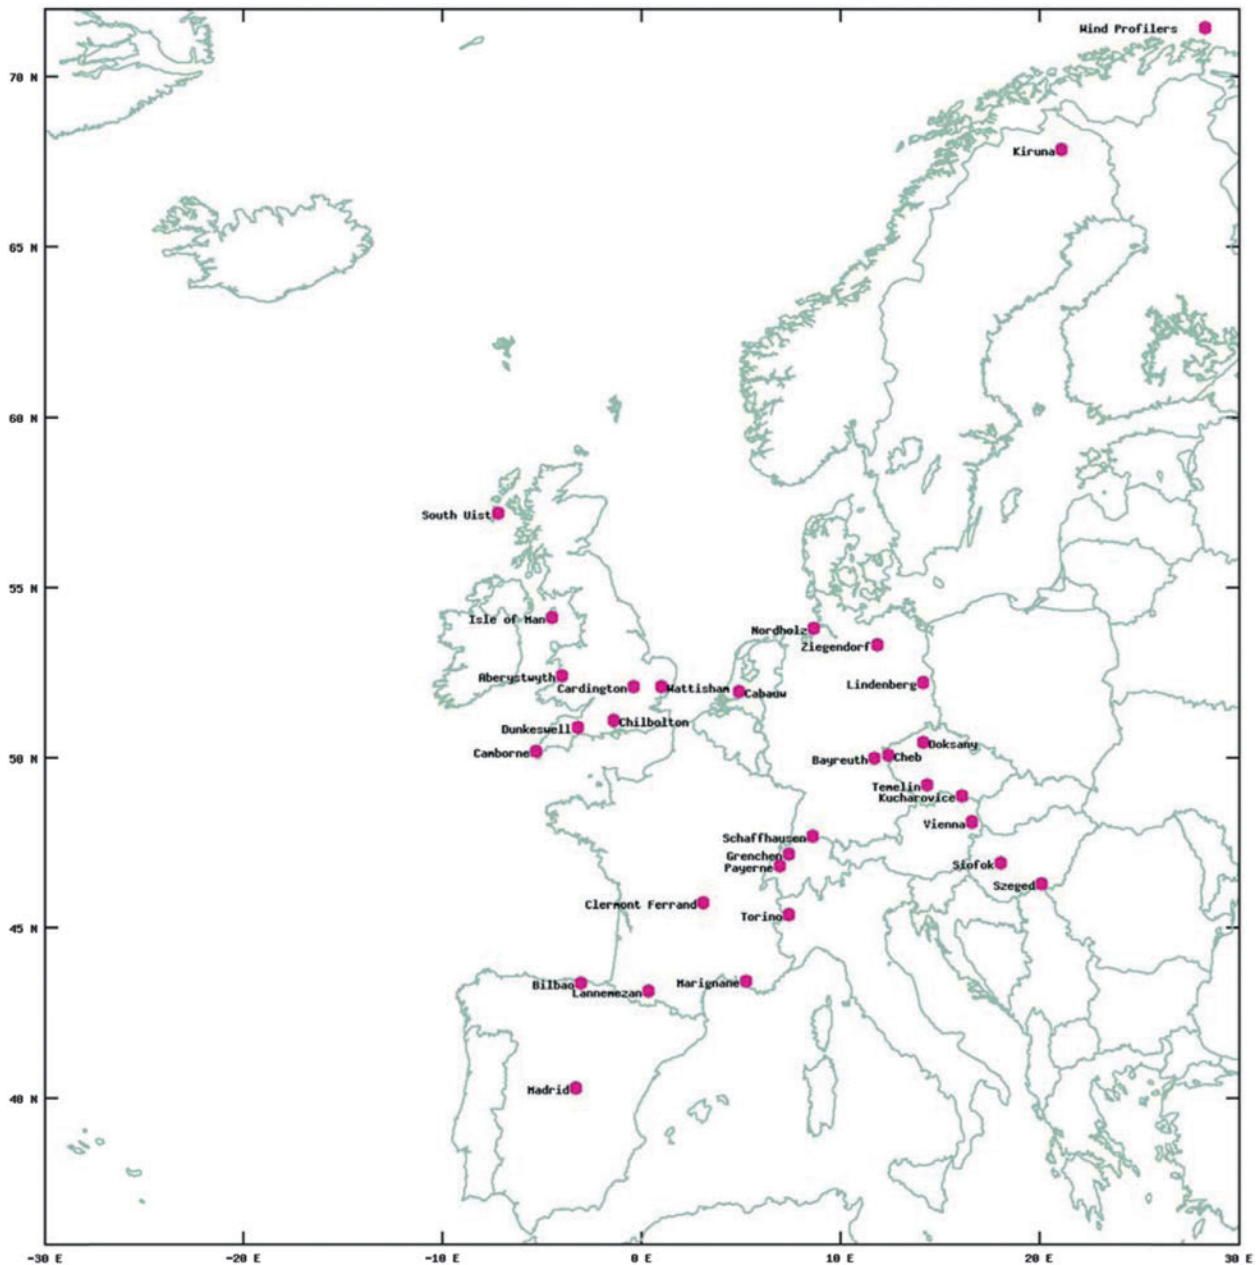 Wind Profilers
70 N
Kiruna
65 N
60 N
South Uist
55 N
Isle of Man
Nordholz
Ziegendorf
Aberystwyth
Cardington
Wattisham
Cabauw
Lindenberg
Dunkeswell
Chilbolton
Camborne
50 N
Doksany
Bayreuth
Cheb
Temelin
Kucharovice
Vienna
Schaffhausen
Grenchen
Payerne
Siofok
Szeged
Clermont Ferrand
Torino
45 N
Bilbao
Lannemezan
Marignane
Madrid
40 N
-30 E
-20 E
-10 E
0 E
10 E
20 E
30 E